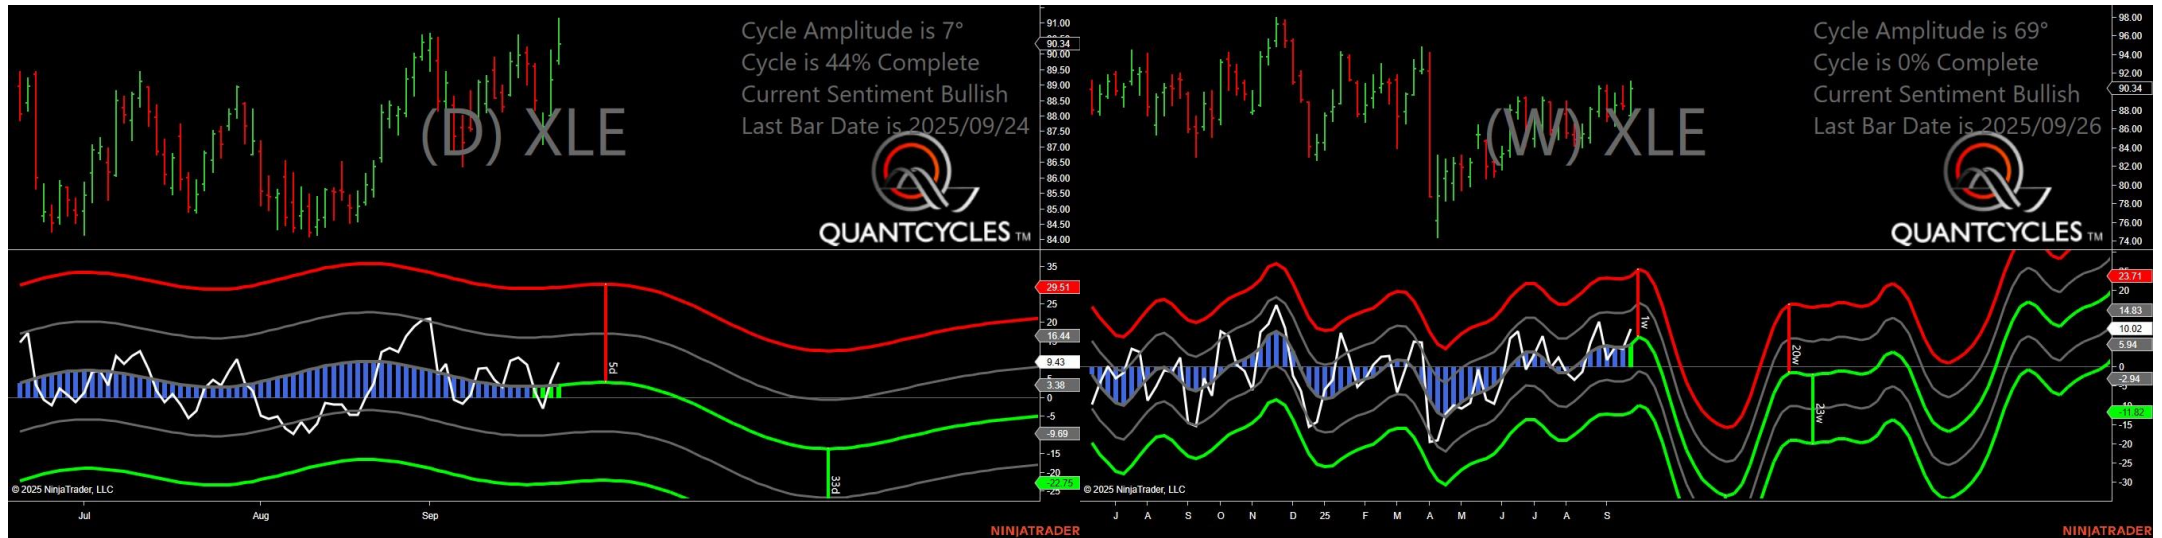 Cycle Amplitude is 7°
Cycle is 44% Complete
Current Sentiment Bullish
Last Bar Date is 2025/09/24
(D) XLE
QUANTCYCLES TM
91.00
90.34
90.00
89.50
89.00
88.50
88.00
87.50
87.00
86.50
86.00
85.50
85.00
84.50
84.00
35
29.51
25
20
16.44
9.43
5
3.38
0
-5
-9.69
-15
-20
-22.75
-25
5d
33d
© 2025 NinjaTrader, LLC
Jul
Aug
Sep
NINJATRADER
Cycle Amplitude is 69°
Cycle is 0% Complete
Current Sentiment Bullish
Last Bar Date is 2025/09/26
(W) XLE
QUANTCYCLES TM
98.00
96.00
94.00
92.00
90.34
88.00
86.00
84.00
82.00
80.00
78.00
76.00
74.00
23.71
20
14.83
10.02
5.94
0
-2.94
-11.82
-15
-20
-25
-30
1w
20w
23w
© 2025 NinjaTrader, LLC
J A S O N D 25 F M A M J J A S
NINJATRADER